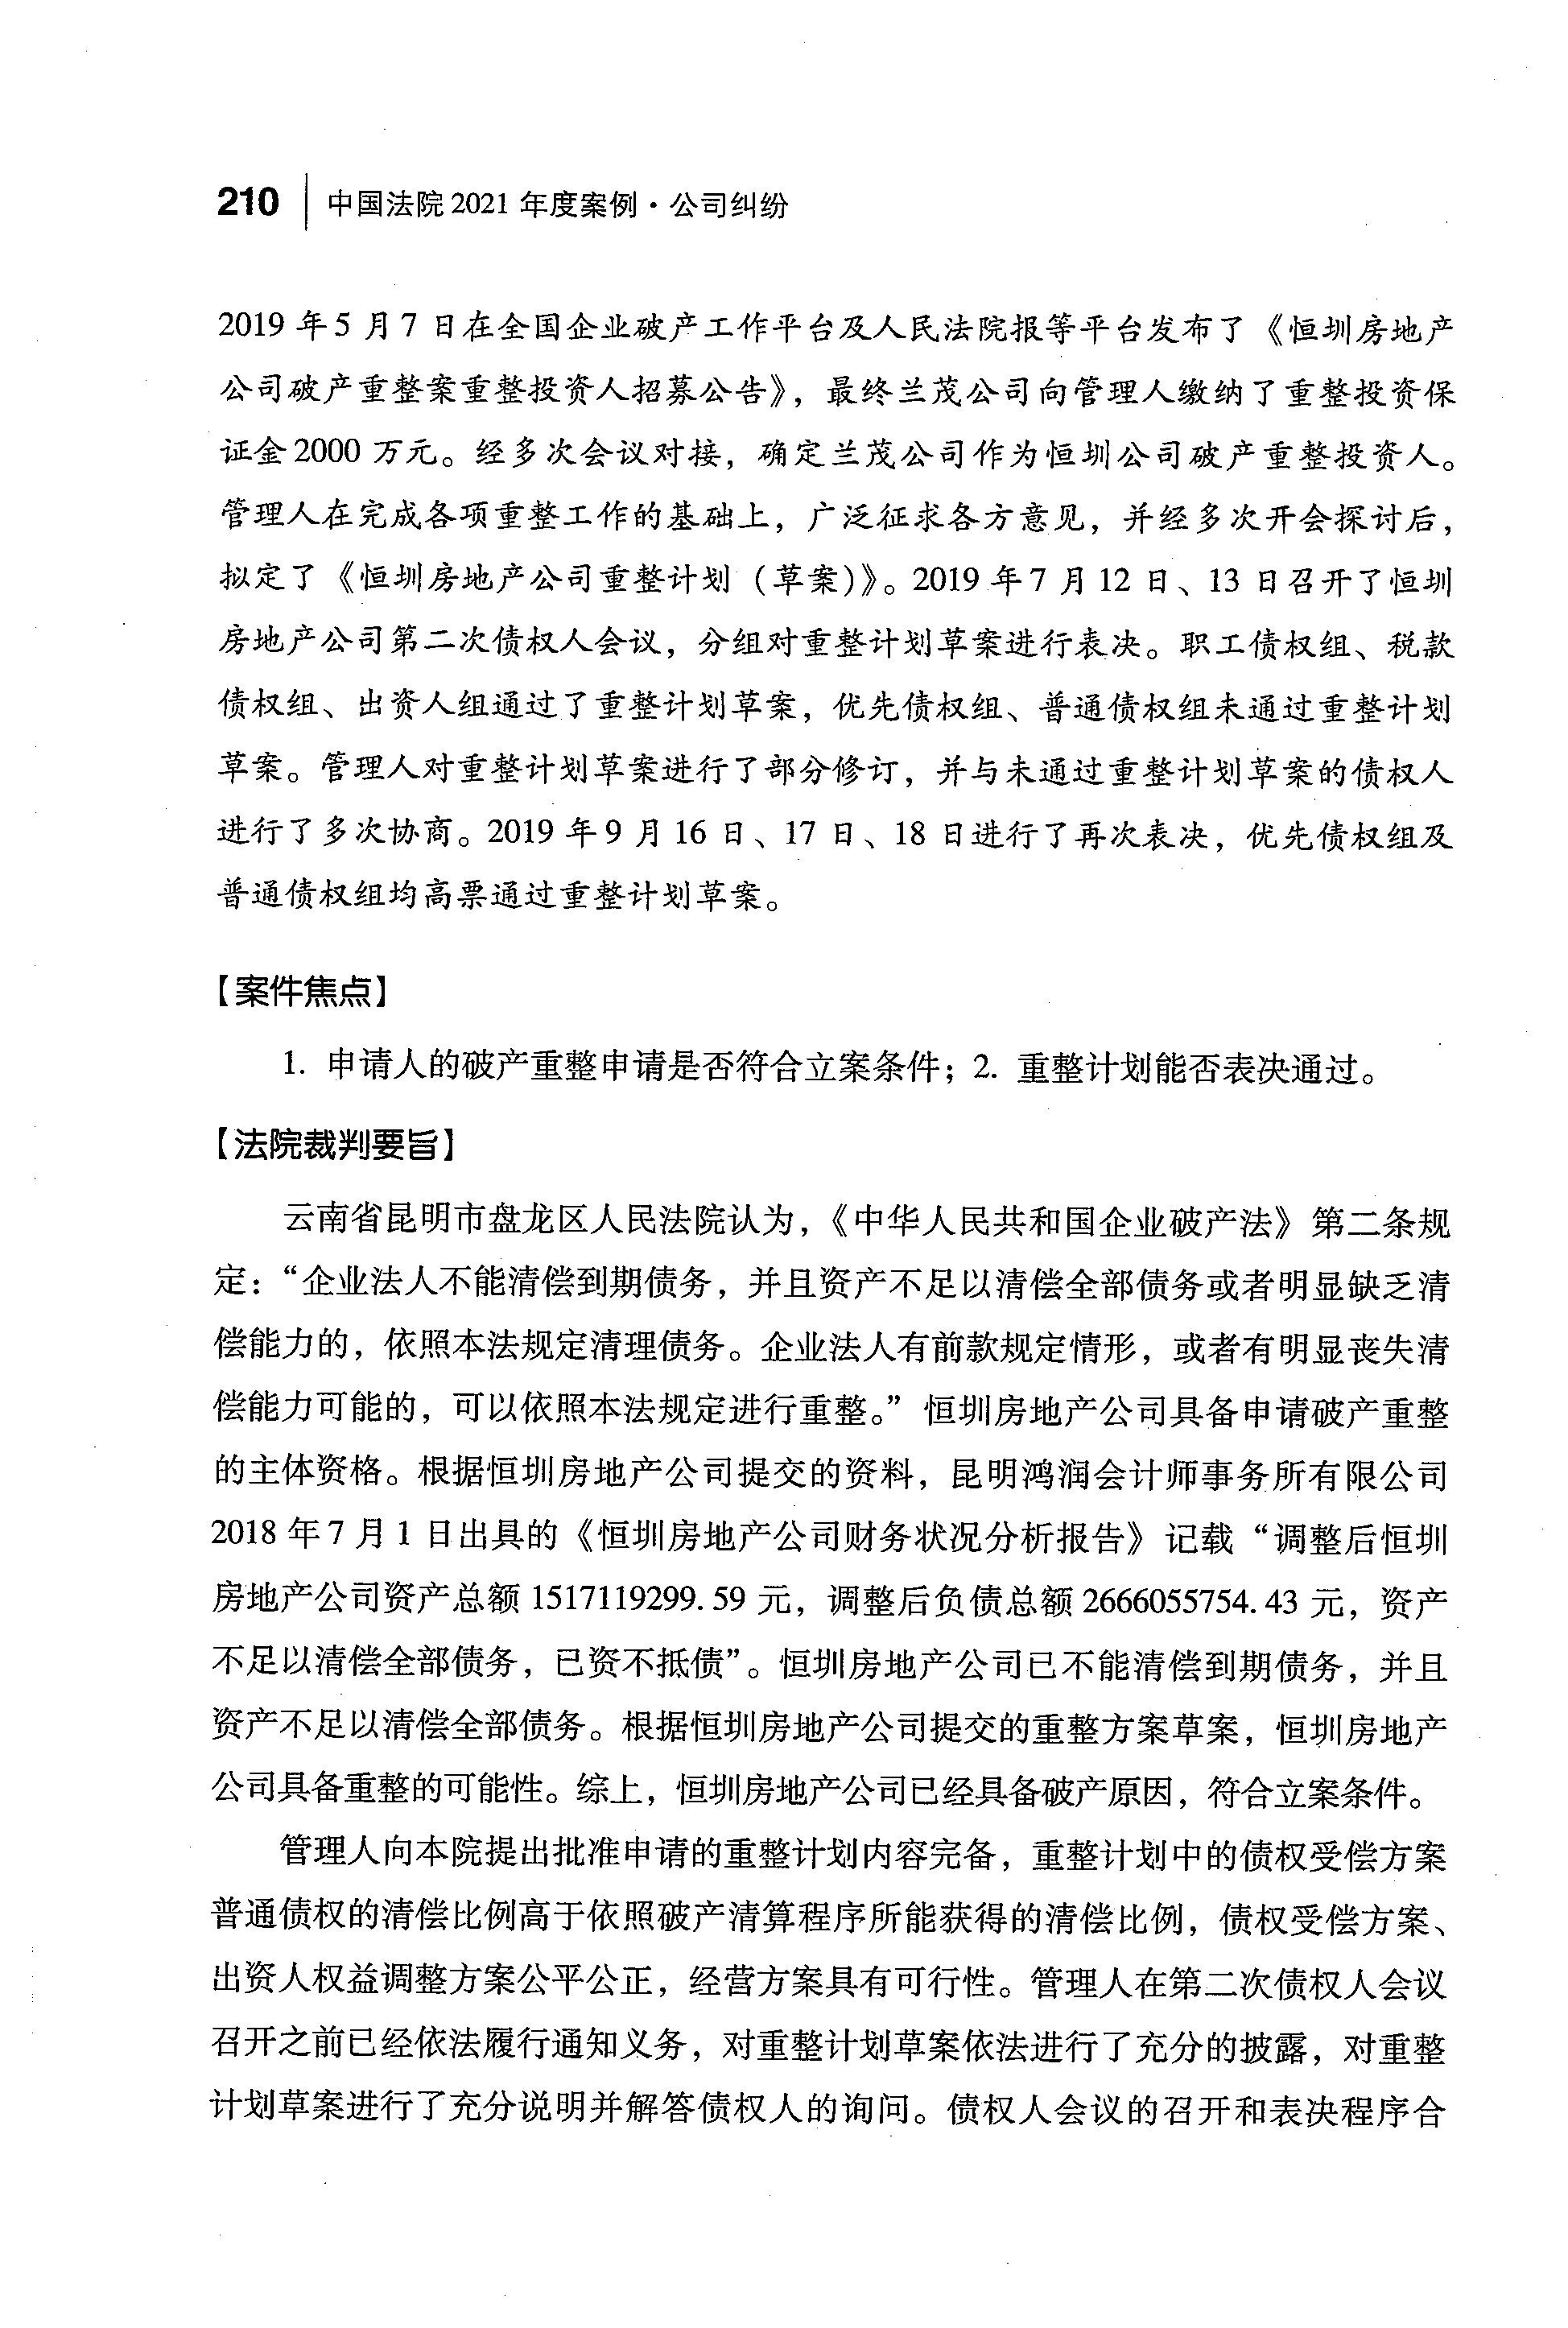 210 中国法院2021年度案例·公司纠纷
2019年5月7日在全国企业破产工作平台及人民法院报等平台发布了《恒圳房地产
公司破产重整案重整投资人招募公告》，最终兰茂公司向管理人缴纳了重整投资保
证金2000万元。经多次会议对接，确定兰茂公司作为恒圳公司破产重整投资人。
管理人在完成各项重整工作的基础上，广泛征求各方意见，并经多次开会探讨后，
拟定了《恒圳房地产公司重整计划（草案）》。2019年7月12日、13日召开了恒圳
房地产公司第二次债权人会议，分组对重整计划草案进行表决。职工债权组、税款
债权组、出资人组通过了重整计划草案，优先债权组、普通债权组未通过重整计划
草案。管理人对重整计划草案进行了部分修订，并与未通过重整计划草案的债权人
进行了多次协商。2019年9月16日、17日、18日进行了再次表决，优先债权组及
普通债权组均高票通过重整计划草案。
【案件焦点】
1. 申请人的破产重整申请是否符合立案条件；2. 重整计划能否表决通过。
【法院裁判要旨】
云南省昆明市盘龙区人民法院认为，《中华人民共和国企业破产法》第二条规
定：“企业法人不能清偿到期债务，并且资产不足以清偿全部债务或者明显缺乏清
偿能力的，依照本法规定清理债务。企业法人有前款规定情形，或者有明显丧失清
偿能力可能的，可以依照本法规定进行重整。”恒圳房地产公司具备申请破产重整
的主体资格。根据恒圳房地产公司提交的资料，昆明鸿润会计师事务所有限公司
2018年7月1日出具的《恒圳房地产公司财务状况分析报告》记载“调整后恒圳
房地产公司资产总额1517119299.59元，调整后负债总额2666055754.43元，资产
不足以清偿全部债务，已资不抵债”。恒圳房地产公司已不能清偿到期债务，并且
资产不足以清偿全部债务。根据恒圳房地产公司提交的重整方案草案，恒圳房地产
公司具备重整的可能性。综上，恒圳房地产公司已经具备破产原因，符合立案条件。
管理人向本院提出批准申请的重整计划内容完备，重整计划中的债权受偿方案
普通债权的清偿比例高于依照破产清算程序所能获得的清偿比例，债权受偿方案、
出资人权益调整方案公平公正，经营方案具有可行性。管理人在第二次债权人会议
召开之前已经依法履行通知义务，对重整计划草案依法进行了充分的披露，对重整
计划草案进行了充分说明并解答债权人的询问。债权人会议的召开和表决程序合